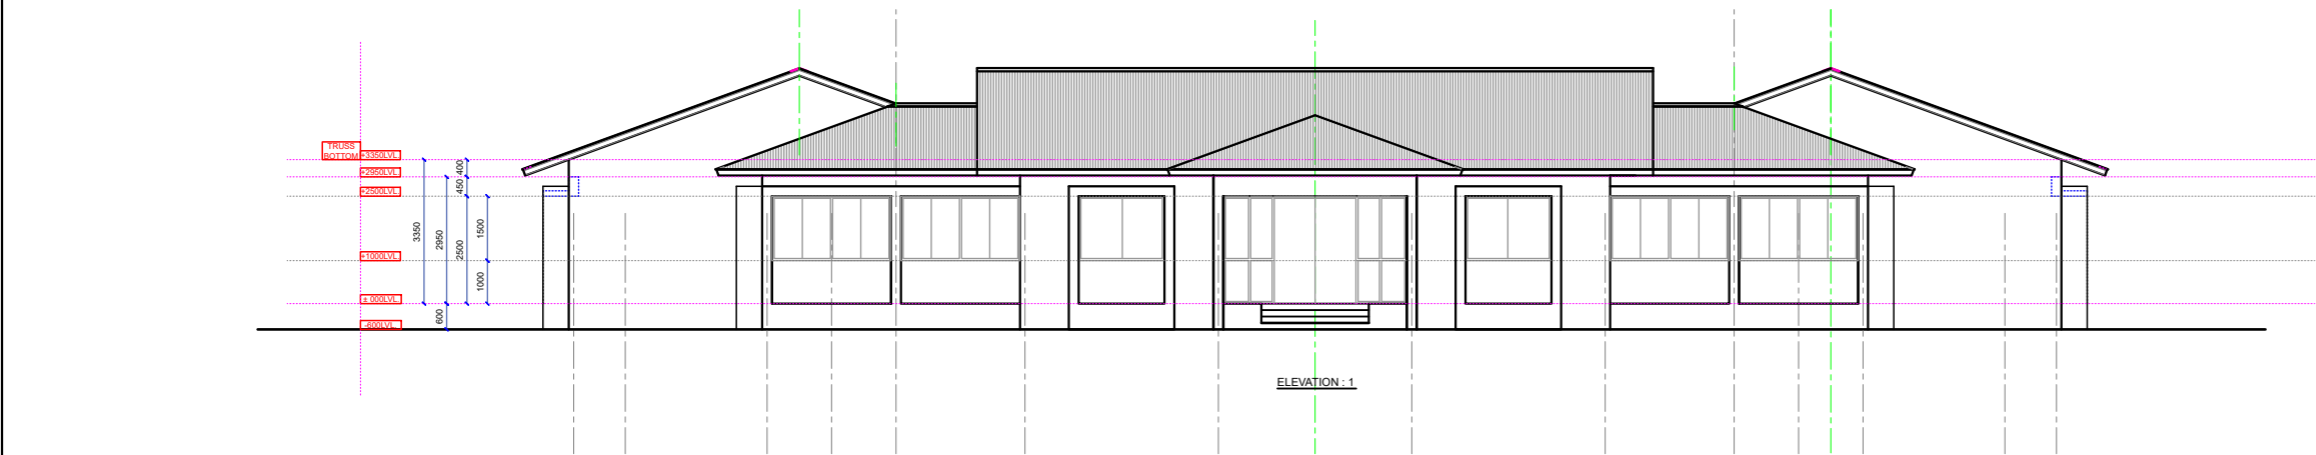 TRUSS
BOTTOM +3350LVL.
+2950LVL.
+2500LVL.
+1000LVL.
± 000LVL.
-600LVL.
400
450
3350
2950
2500
1500
1000
600
ELEVATION : 1